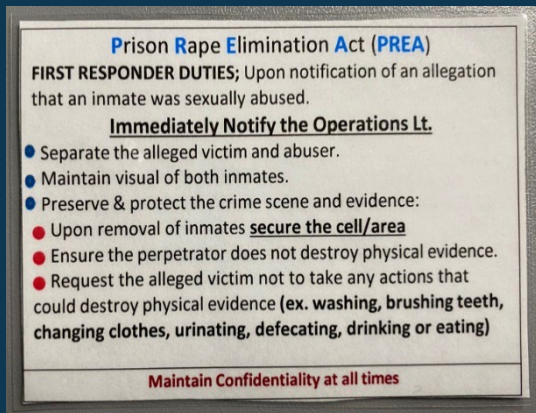 Prison Rape Elimination Act (PREA)
FIRST RESPONDER DUTIES; Upon notification of an allegation
that an inmate was sexually abused.
Immediately Notify the Operations Lt.
Separate the alleged victim and abuser.
Maintain visual of both inmates.
Preserve & protect the crime scene and evidence:
Upon removal of inmates secure the cell/area
Ensure the perpetrator does not destroy physical evidence.
Request the alleged victim not to take any actions that
could destroy physical evidence (ex. washing, brushing teeth,
changing clothes, urinating, defecating, drinking or eating)
Maintain Confidentiality at all times